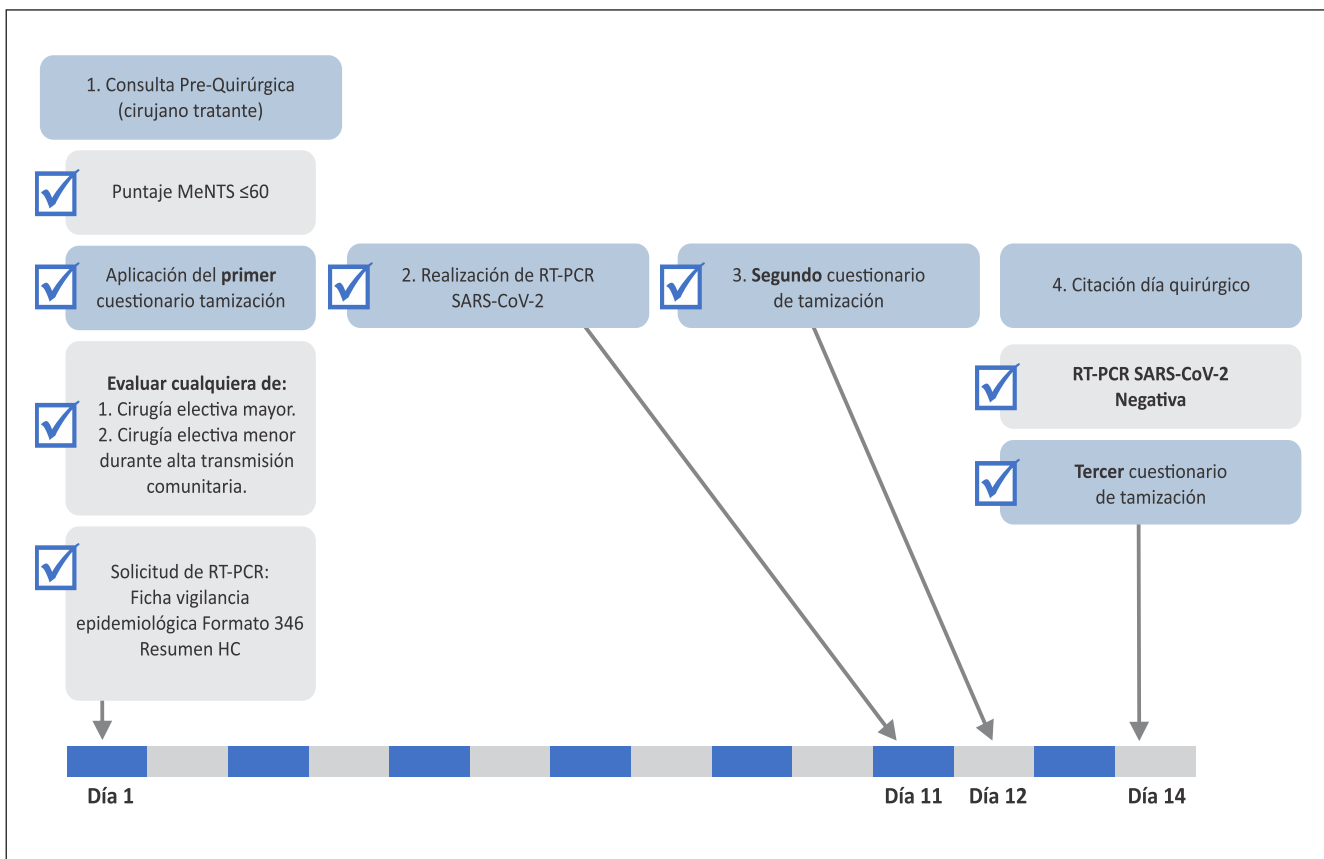 1. Consulta Pre-Quirúrgica
(cirujano tratante)
Puntaje MeNTS ≤60
Aplicación del primer
cuestionario tamización
Evaluar cualquiera de:
1. Cirugía electiva mayor.
2. Cirugía electiva menor
durante alta transmisión
comunitaria.
Solicitud de RT-PCR:
Ficha vigilancia
epidemiológica Formato 346
Resumen HC
2. Realización de RT-PCR
SARS-CoV-2
3. Segundo cuestionario
de tamización
4. Citación día quirúrgico
RT-PCR SARS-CoV-2
Negativa
Tercer cuestionario
de tamización
Día 1
Día 11
Día 12
Día 14